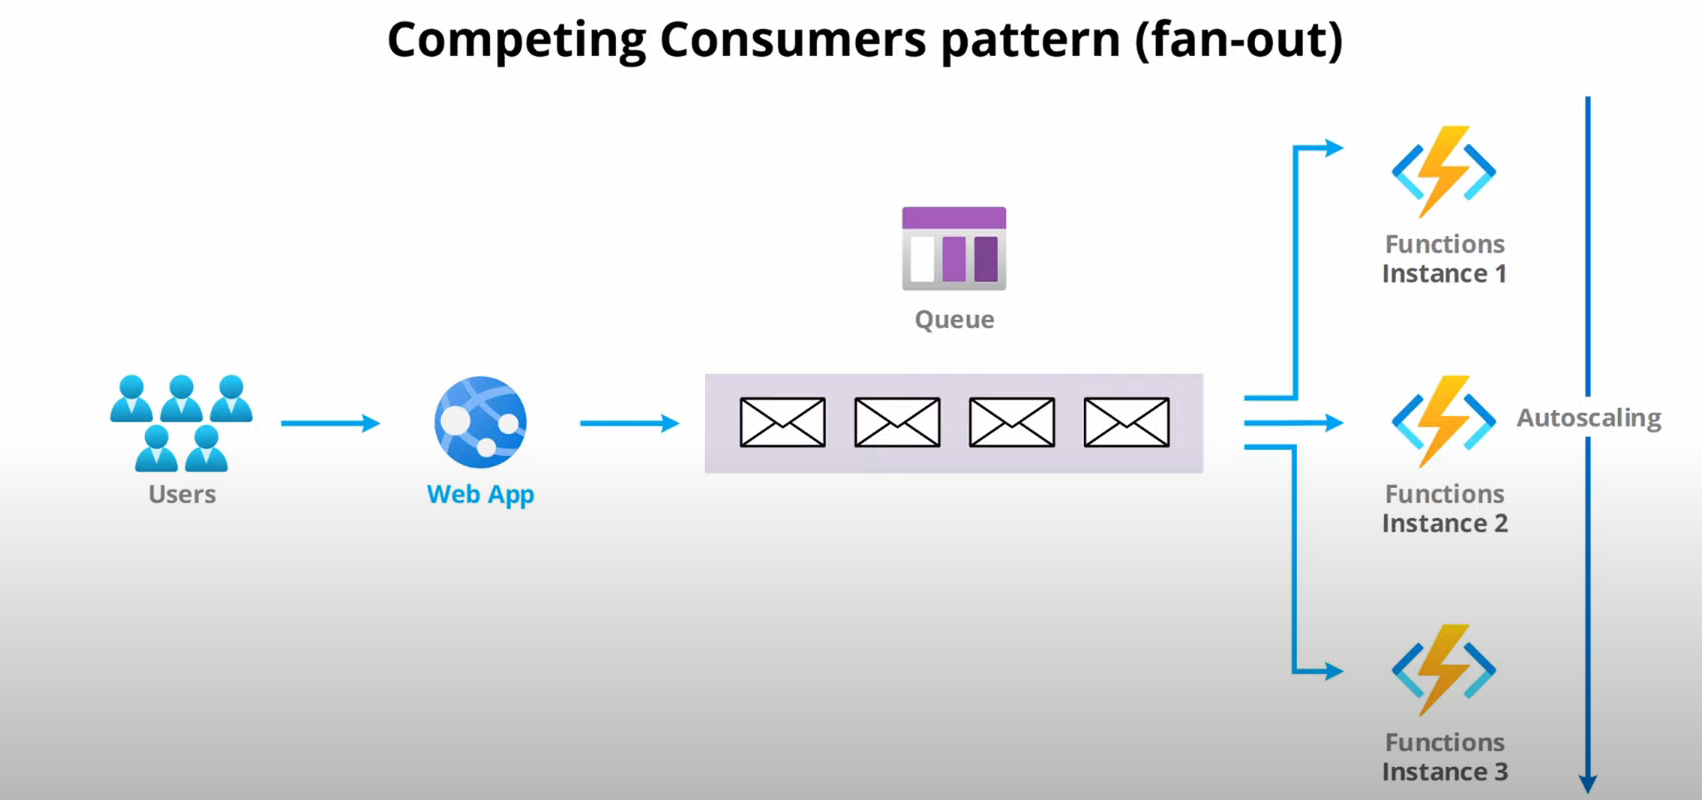 Competing Consumers pattern (fan-out)
Queue
Users
Web App
Functions
Instance 1
Functions
Instance 2
Autoscaling
Functions
Instance 3